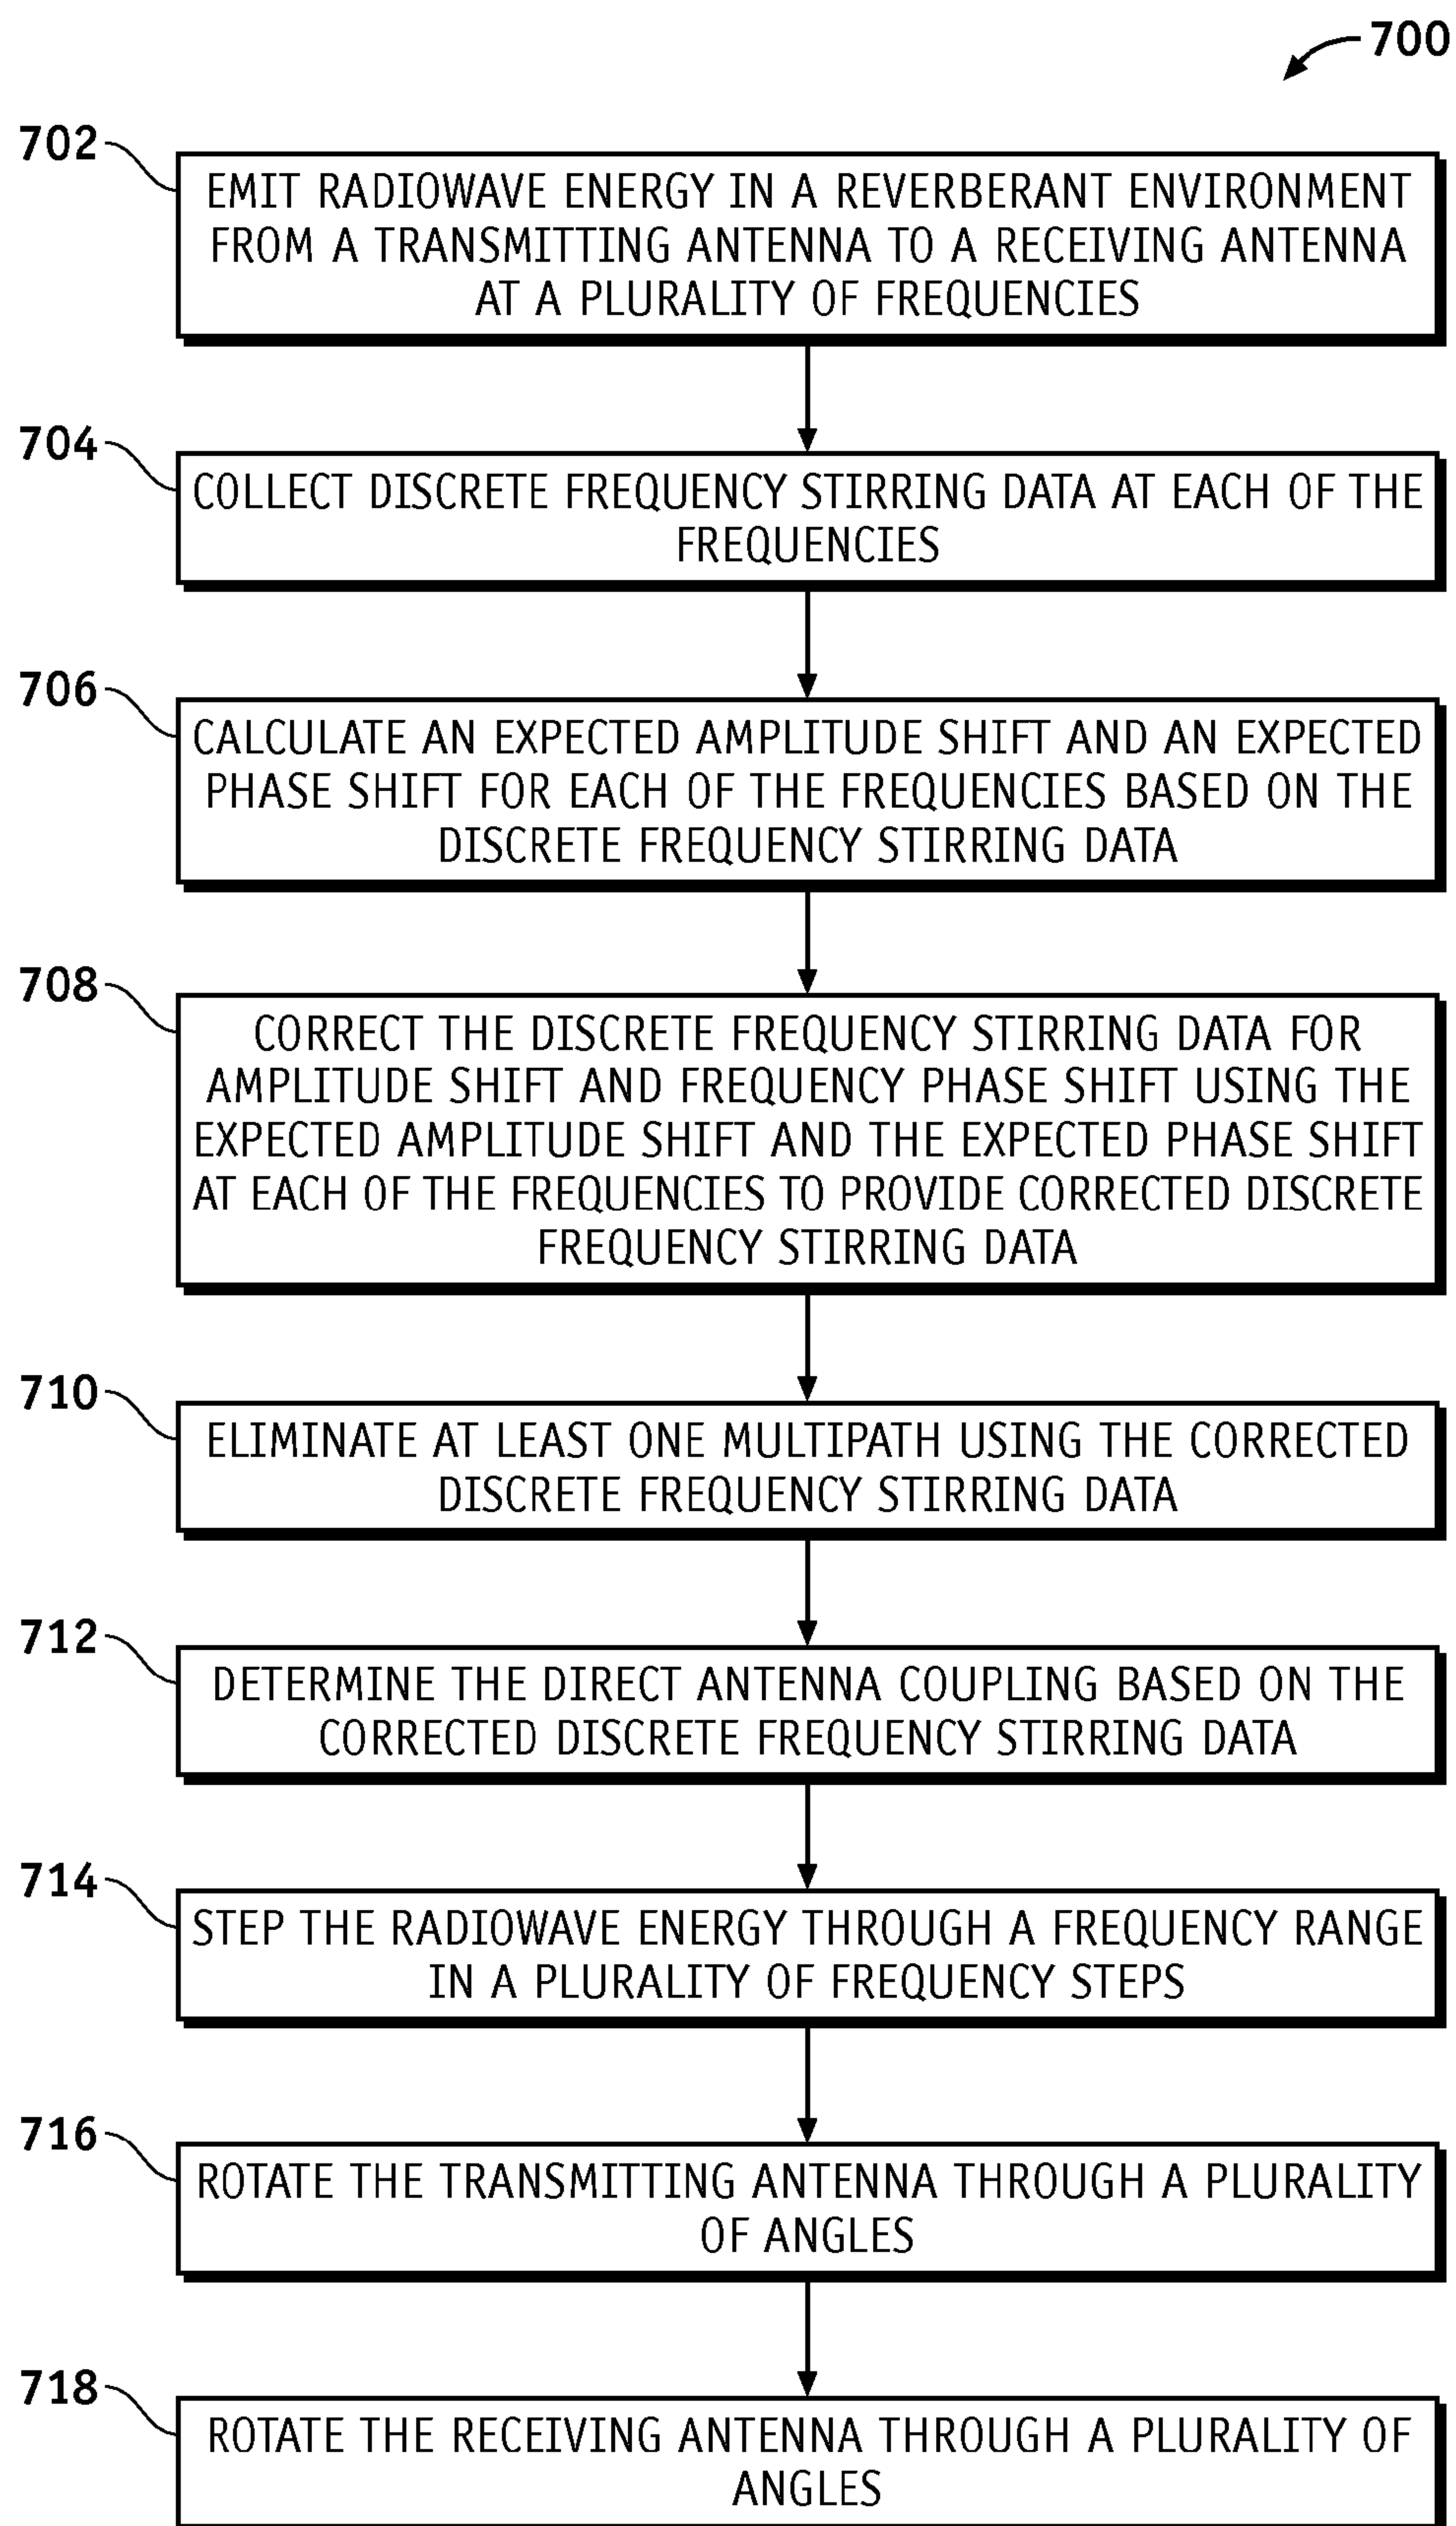 700
702
EMIT RADIOWAVE ENERGY IN A REVERBERANT ENVIRONMENT
FROM A TRANSMITTING ANTENNA TO A RECEIVING ANTENNA
AT A PLURALITY OF FREQUENCIES
704
COLLECT DISCRETE FREQUENCY STIRRING DATA AT EACH OF THE
FREQUENCIES
706
CALCULATE AN EXPECTED AMPLITUDE SHIFT AND AN EXPECTED
PHASE SHIFT FOR EACH OF THE FREQUENCIES BASED ON THE
DISCRETE FREQUENCY STIRRING DATA
708
CORRECT THE DISCRETE FREQUENCY STIRRING DATA FOR
AMPLITUDE SHIFT AND FREQUENCY PHASE SHIFT USING THE
EXPECTED AMPLITUDE SHIFT AND THE EXPECTED PHASE SHIFT
AT EACH OF THE FREQUENCIES TO PROVIDE CORRECTED DISCRETE
FREQUENCY STIRRING DATA
710
ELIMINATE AT LEAST ONE MULTIPATH USING THE CORRECTED
DISCRETE FREQUENCY STIRRING DATA
712
DETERMINE THE DIRECT ANTENNA COUPLING BASED ON THE
CORRECTED DISCRETE FREQUENCY STIRRING DATA
714
STEP THE RADIOWAVE ENERGY THROUGH A FREQUENCY RANGE
IN A PLURALITY OF FREQUENCY STEPS
716
ROTATE THE TRANSMITTING ANTENNA THROUGH A PLURALITY
OF ANGLES
718
ROTATE THE RECEIVING ANTENNA THROUGH A PLURALITY OF
ANGLES